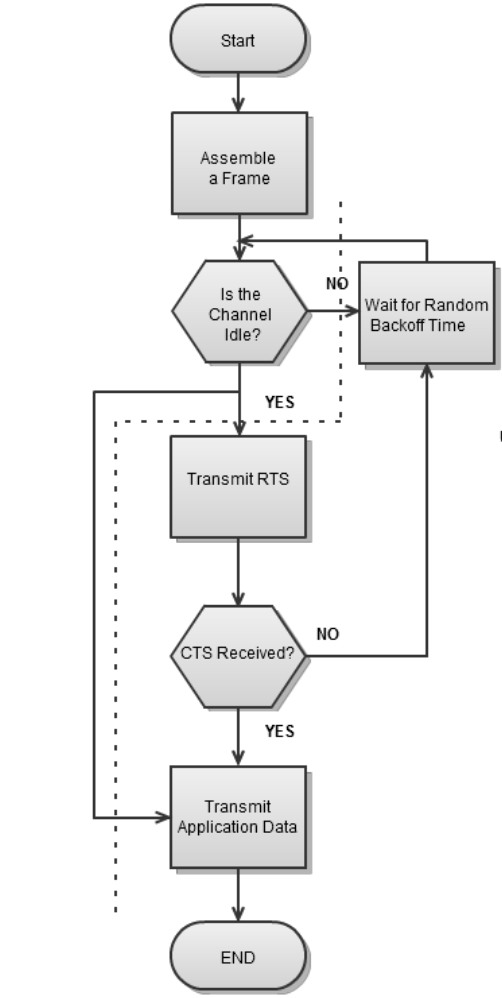 Start
Assemble
a Frame
NO
Is the
Channel
Idle?
Wait for Random
Backoff Time
YES
Transmit RTS
NO
CTS Received?
YES
Transmit
Application Data
END